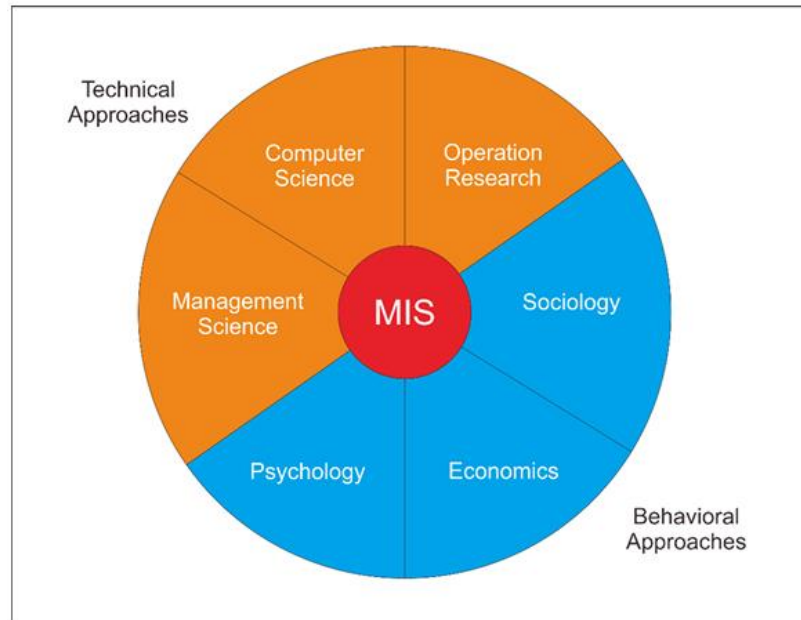 Technical
Approaches
Computer
Science
Operation
Research
Management
Science
MIS
Sociology
Psychology
Economics
Behavioral
Approaches